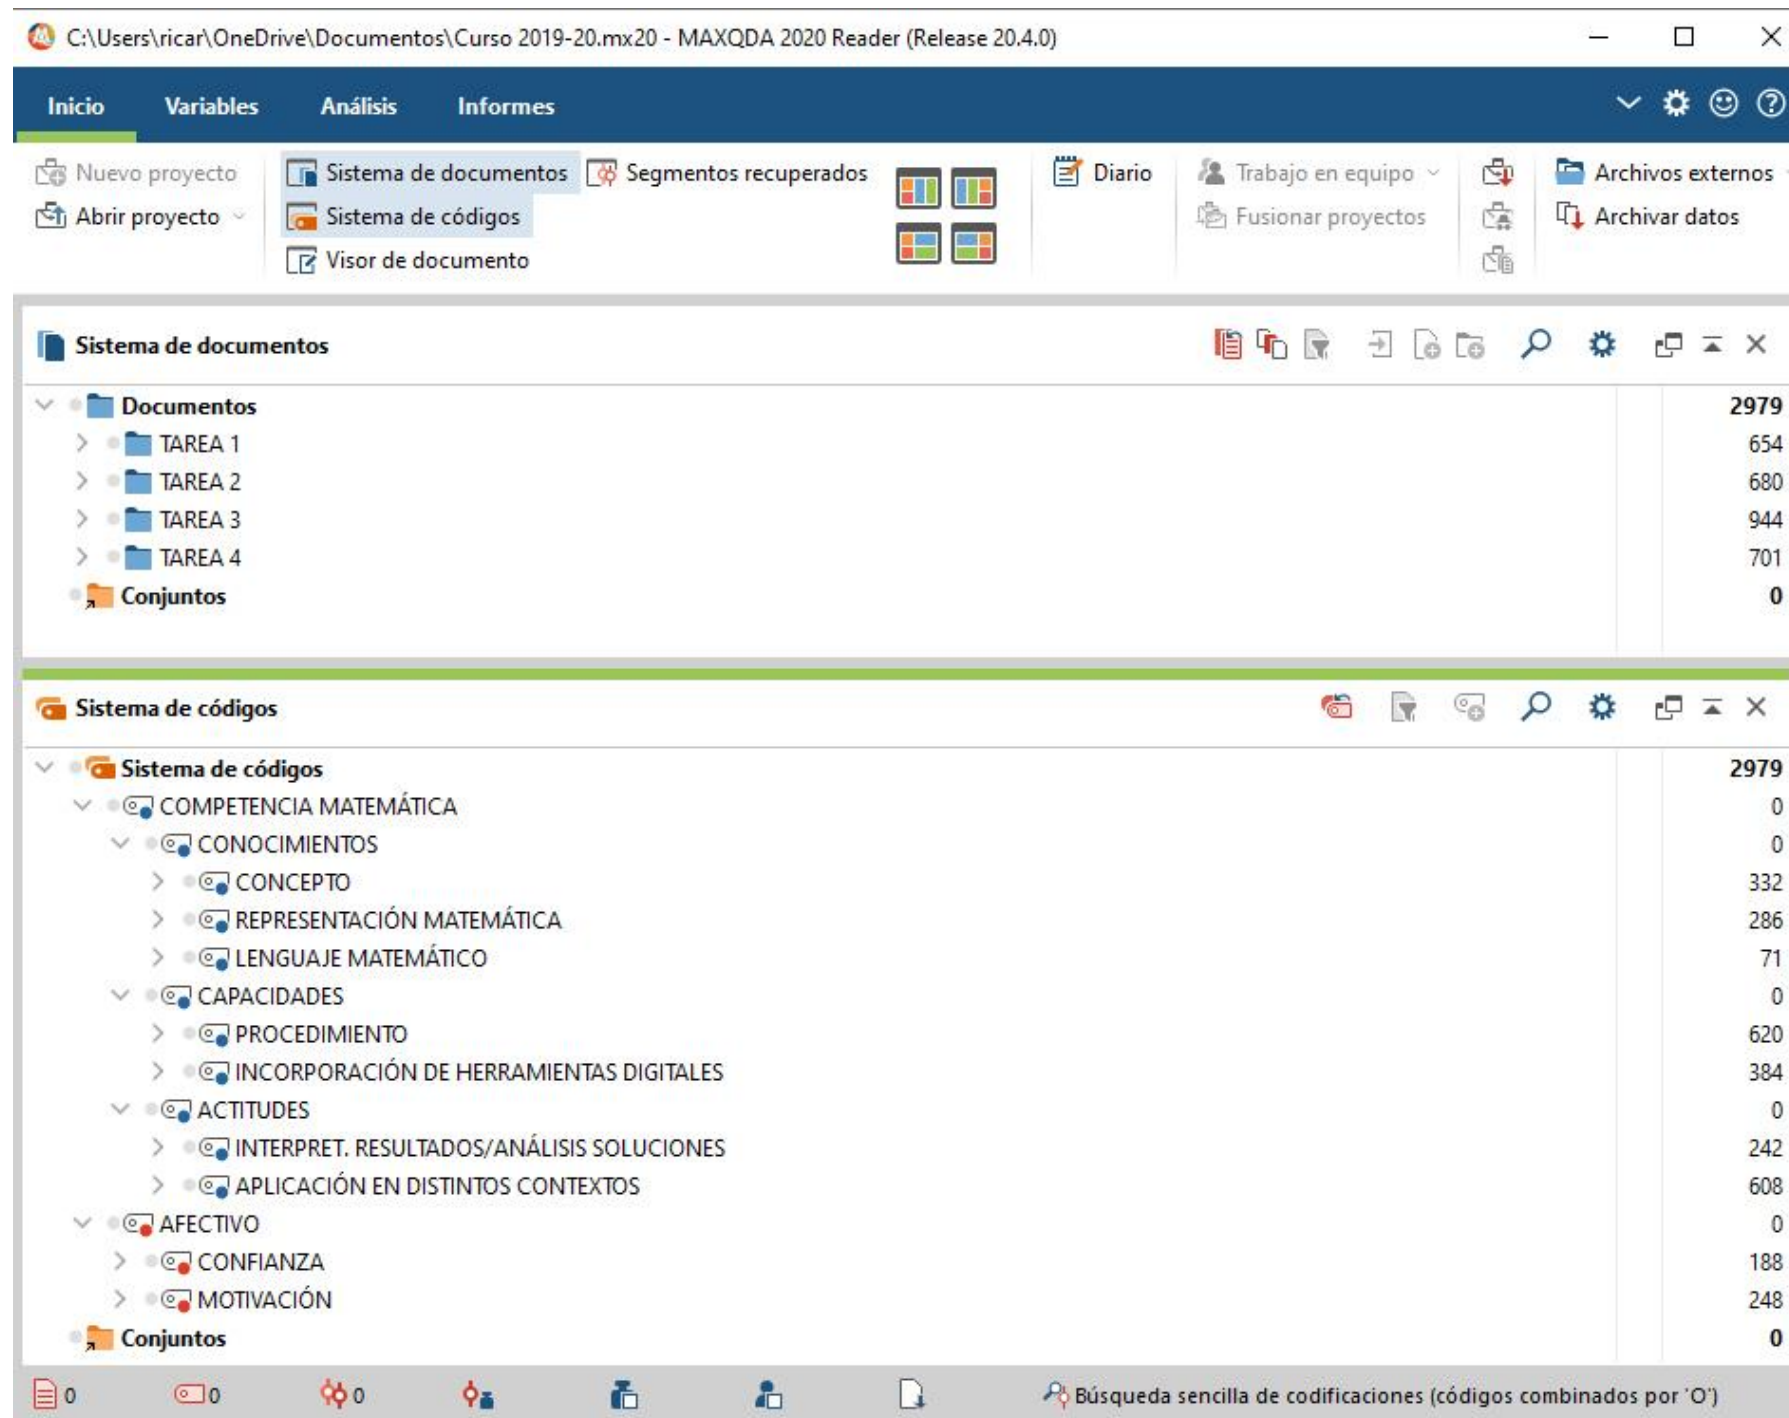 C:\Users\ricar\OneDrive\Documentos\Curso 2019-20.mx20 - MAXQDA 2020 Reader (Release 20.4.0)
Inicio Variables Análisis Informes
Nuevo proyecto Sistema de documentos Segmentos recuperados Diario Trabajo en equipo Archivos externos
Abrir proyecto Sistema de códigos Fusionar proyectos Archivar datos
Visor de documento
Sistema de documentos
Documentos 2979
TAREA 1 654
TAREA 2 680
TAREA 3 944
TAREA 4 701
Conjuntos 0
Sistema de códigos
Sistema de códigos 2979
COMPETENCIA MATEMÁTICA 0
CONOCIMIENTOS 0
CONCEPTO 332
REPRESENTACIÓN MATEMÁTICA 286
LENGUAJE MATEMÁTICO 71
CAPACIDADES 0
PROCEDIMIENTO 620
INCORPORACIÓN DE HERRAMIENTAS DIGITALES 384
ACTITUDES 0
INTERPRET. RESULTADOS/ANÁLISIS SOLUCIONES 242
APLICACIÓN EN DISTINTOS CONTEXTOS 608
AFECTIVO 0
CONFIANZA 188
MOTIVACIÓN 248
Conjuntos 0
0 0 0 Búsqueda sencilla de codificaciones (códigos combinados por 'O')